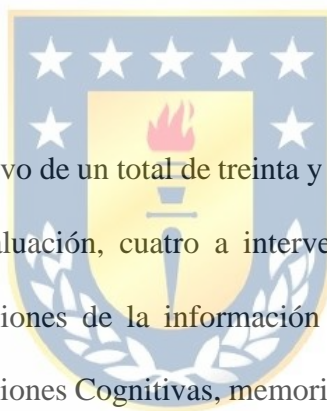 vo de un total de treinta y
luación, cuatro a interve
iones de la información
iones Cognitivas, memori